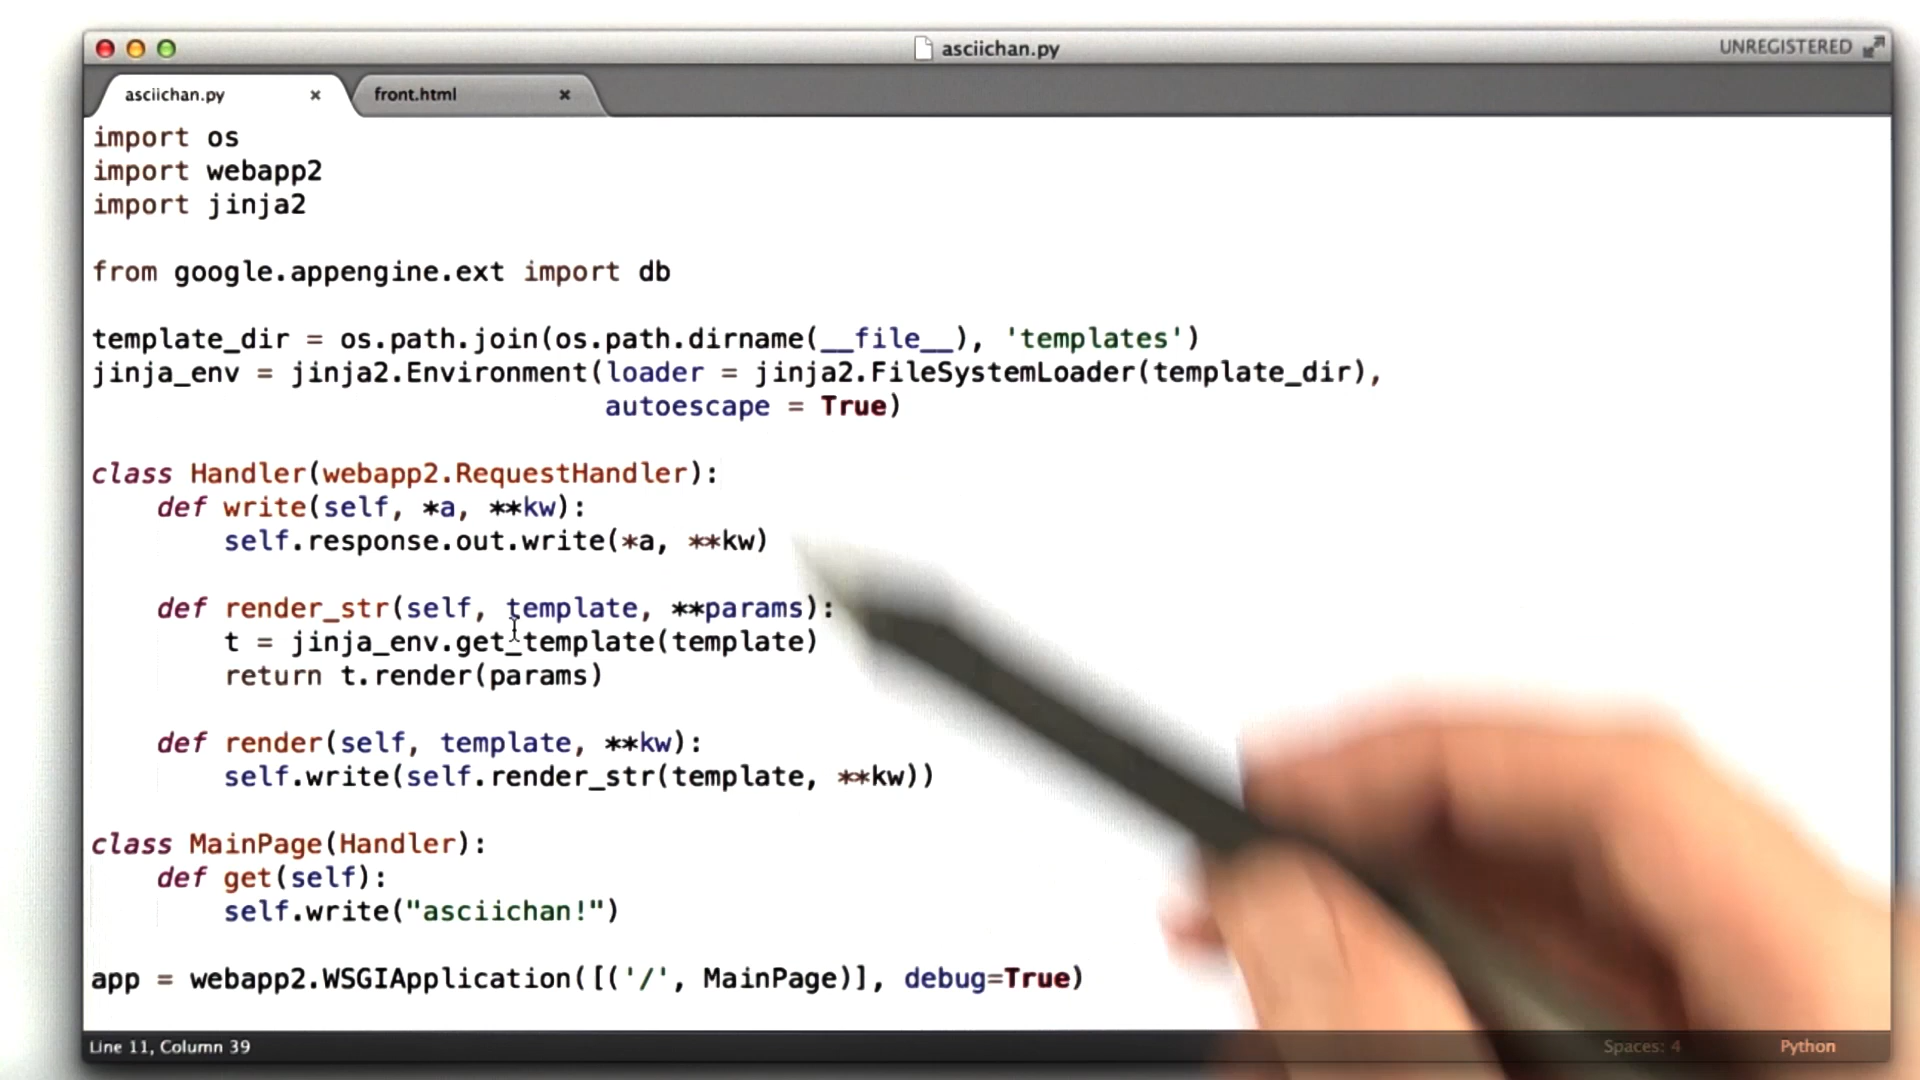 asciichan.py
UNREGISTERED
asciichan.py
front.html
import os
import webapp2
import jinja2
from google.appengine.ext import db
template_dir = os.path.join(os.path.dirname(__file__), 'templates')
jinja_env = jinja2.Environment(loader = jinja2.FileSystemLoader(template_dir),
                               autoescape = True)
class Handler(webapp2.RequestHandler):
    def write(self, *a, **kw):
        self.response.out.write(*a, **kw)
    def render_str(self, template, **params):
        t = jinja_env.get_template(template)
        return t.render(params)
    def render(self, template, **kw):
        self.write(self.render_str(template, **kw))
class MainPage(Handler):
    def get(self):
        self.write("asciichan!")
app = webapp2.WSGIApplication([('/', MainPage)], debug=True)
Line 11, Column 39
Spaces: 4
Python